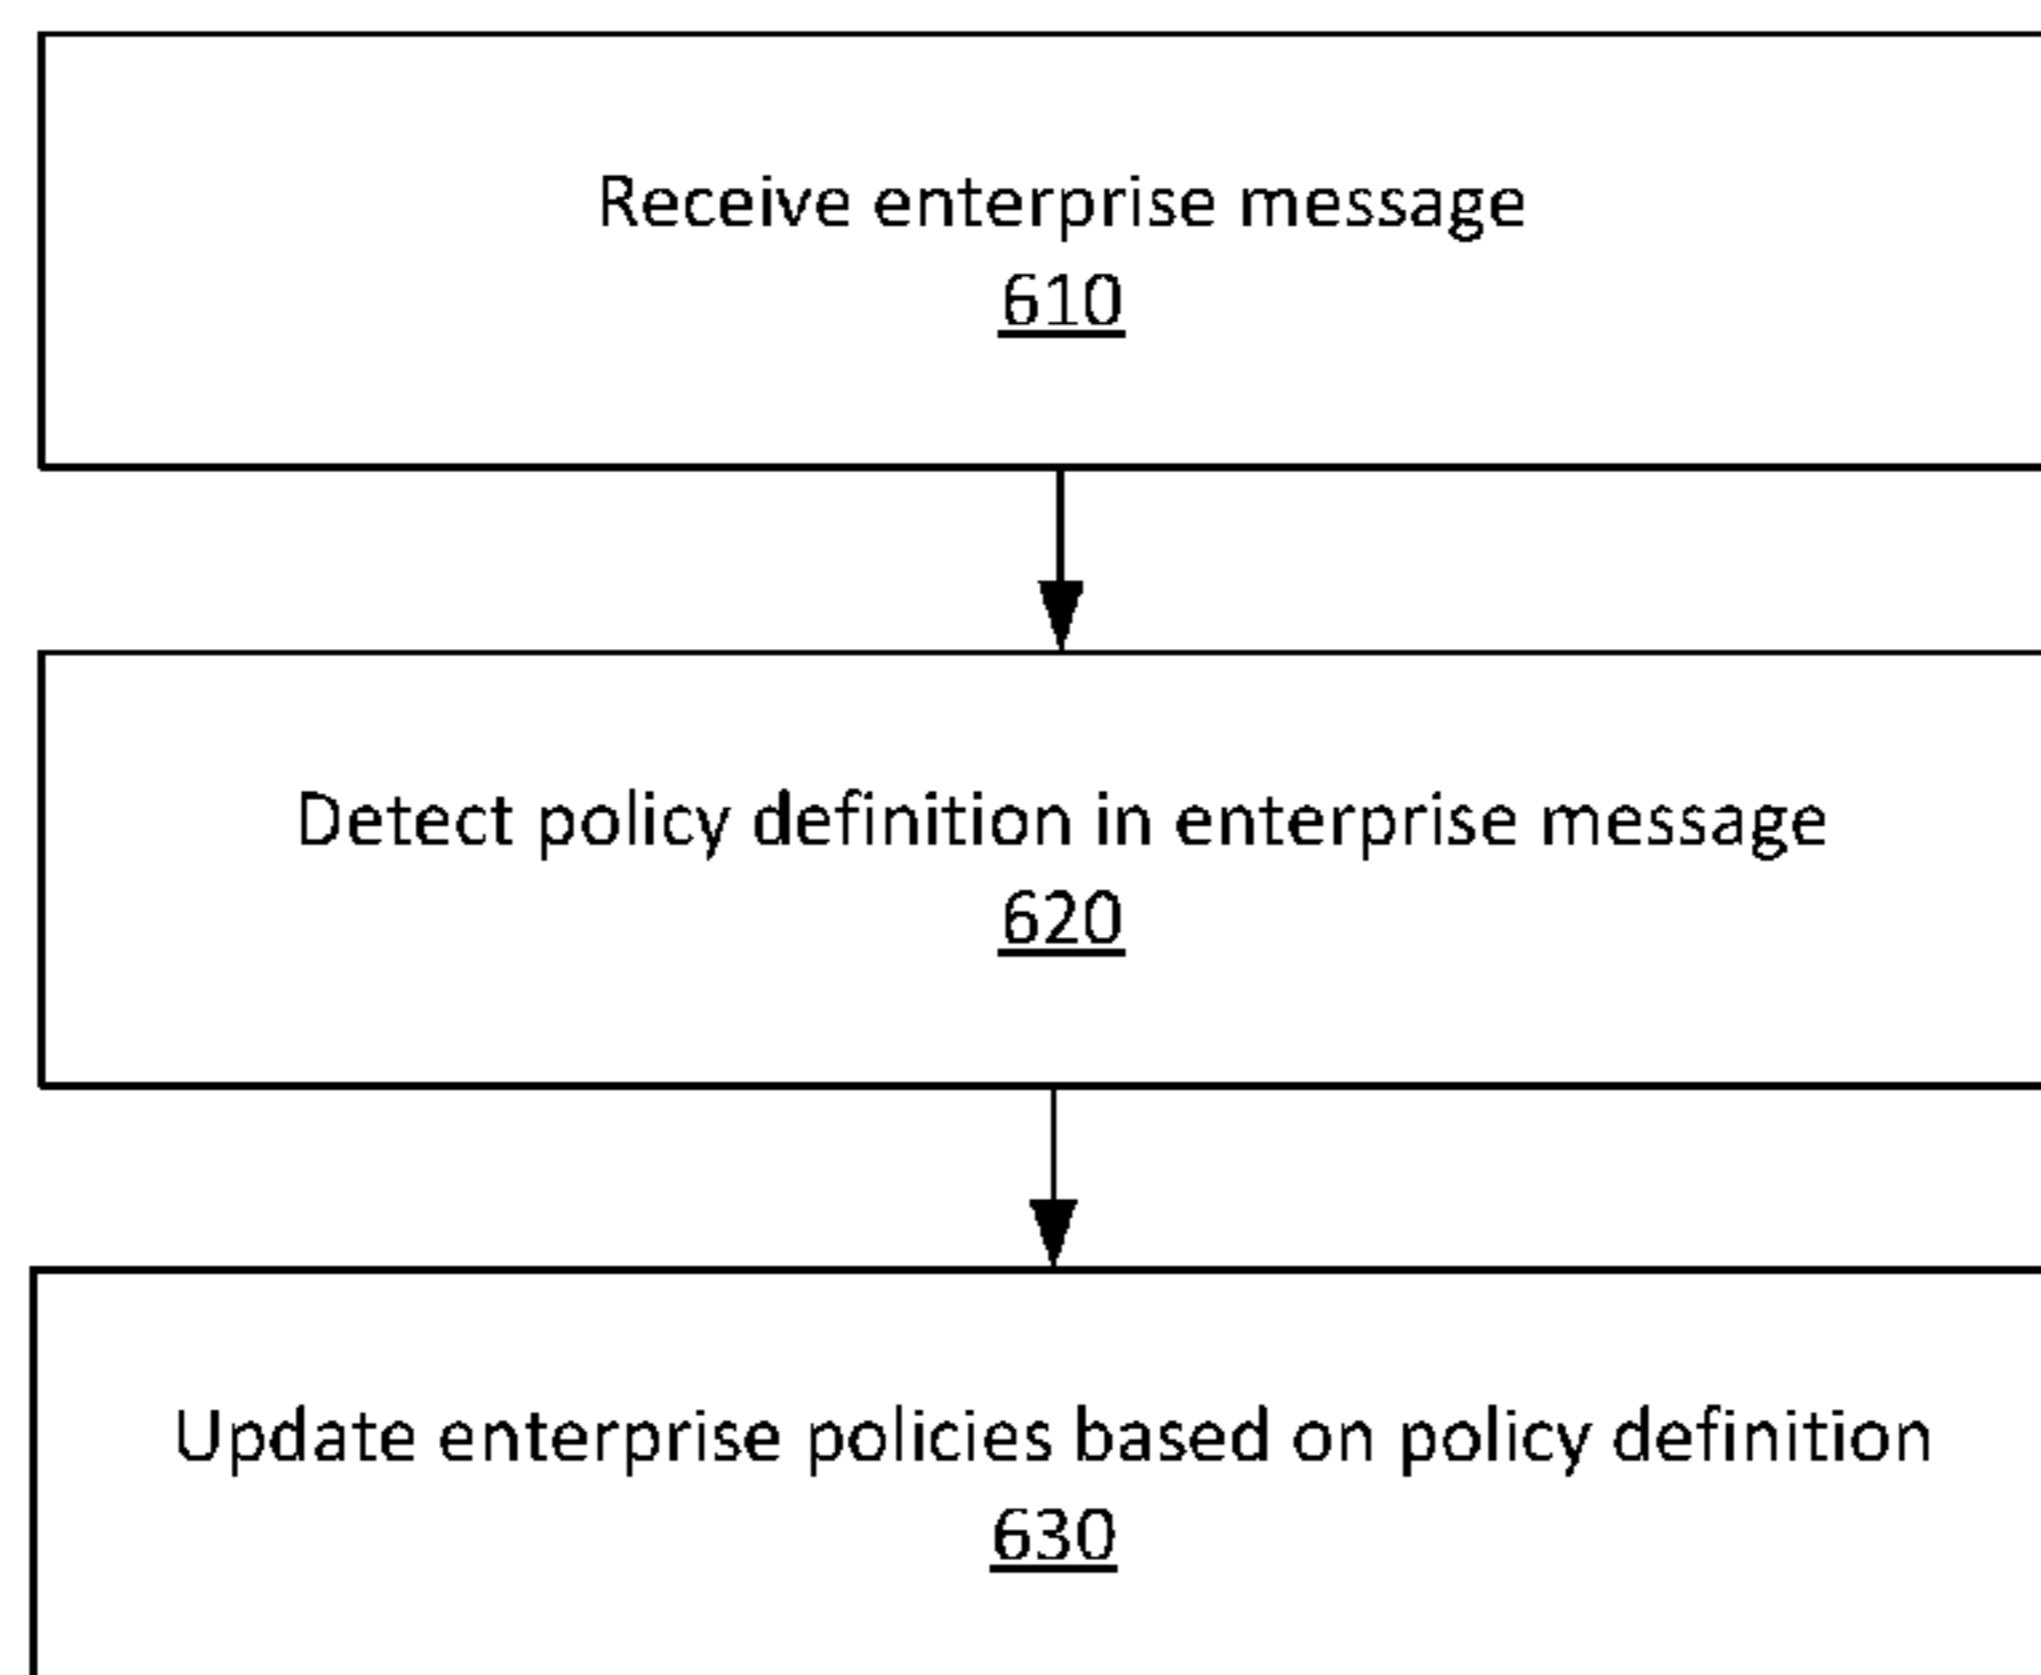 Receive enterprise message
610
Detect policy definition in enterprise message
620
Update enterprise policies based on policy definition
630